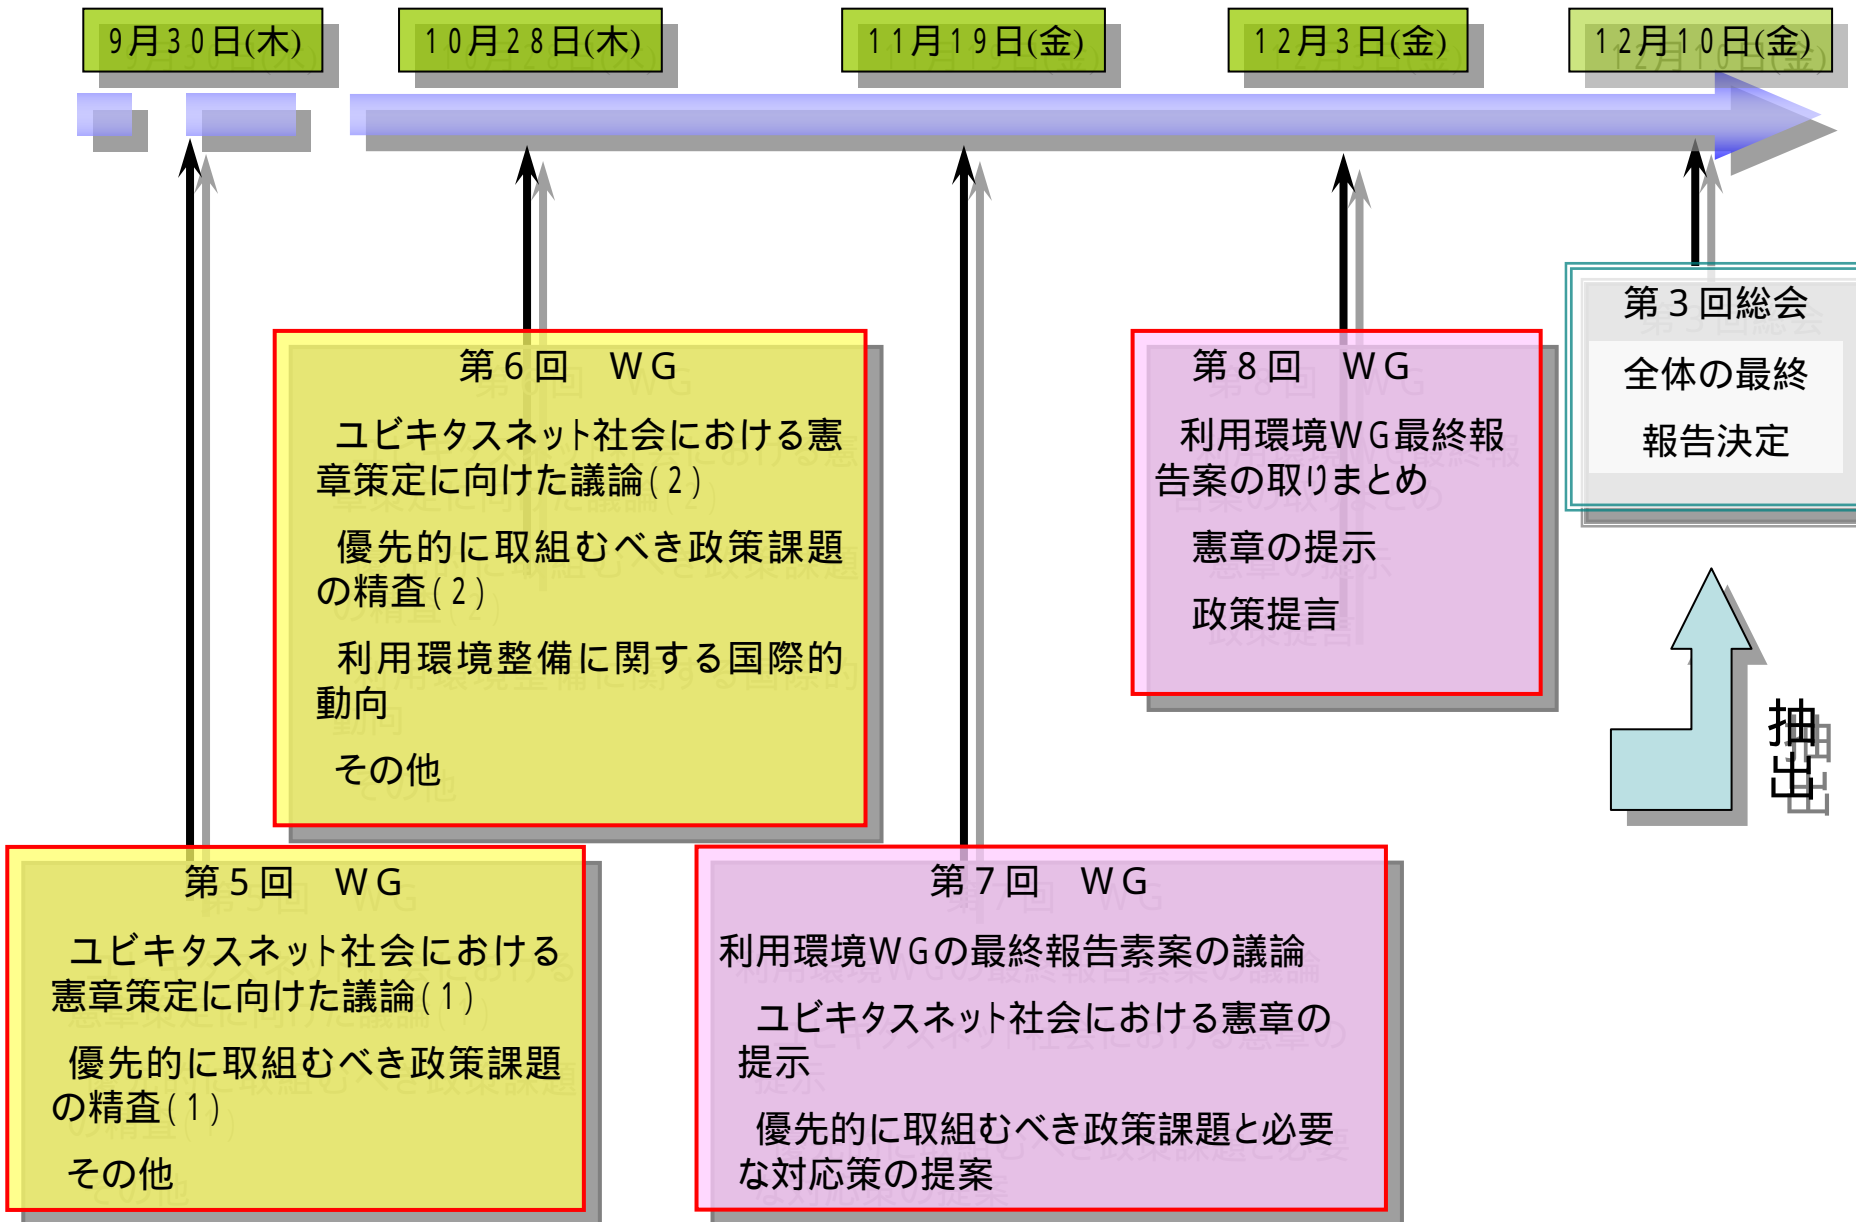 9月30日(木)
10月28日(木)
11月19日(金)
12月3日(金)
12月10日(金)
第3回総会
全体の最終
報告決定
第6回　WG
ユビキタスネット社会における憲
章策定に向けた議論(2)
優先的に取組むべき政策課題
の精査(2)
利用環境整備に関する国際的
動向
その他
第8回　WG
利用環境WG最終報
告案の取りまとめ
憲章の提示
政策提言
抽出
第5回　WG
ユビキタスネット社会における
憲章策定に向けた議論(1)
優先的に取組むべき政策課題
の精査(1)
その他
第7回　WG
利用環境WGの最終報告素案の議論
ユビキタスネット社会における憲章の
提示
優先的に取組むべき政策課題と必要
な対応策の提案